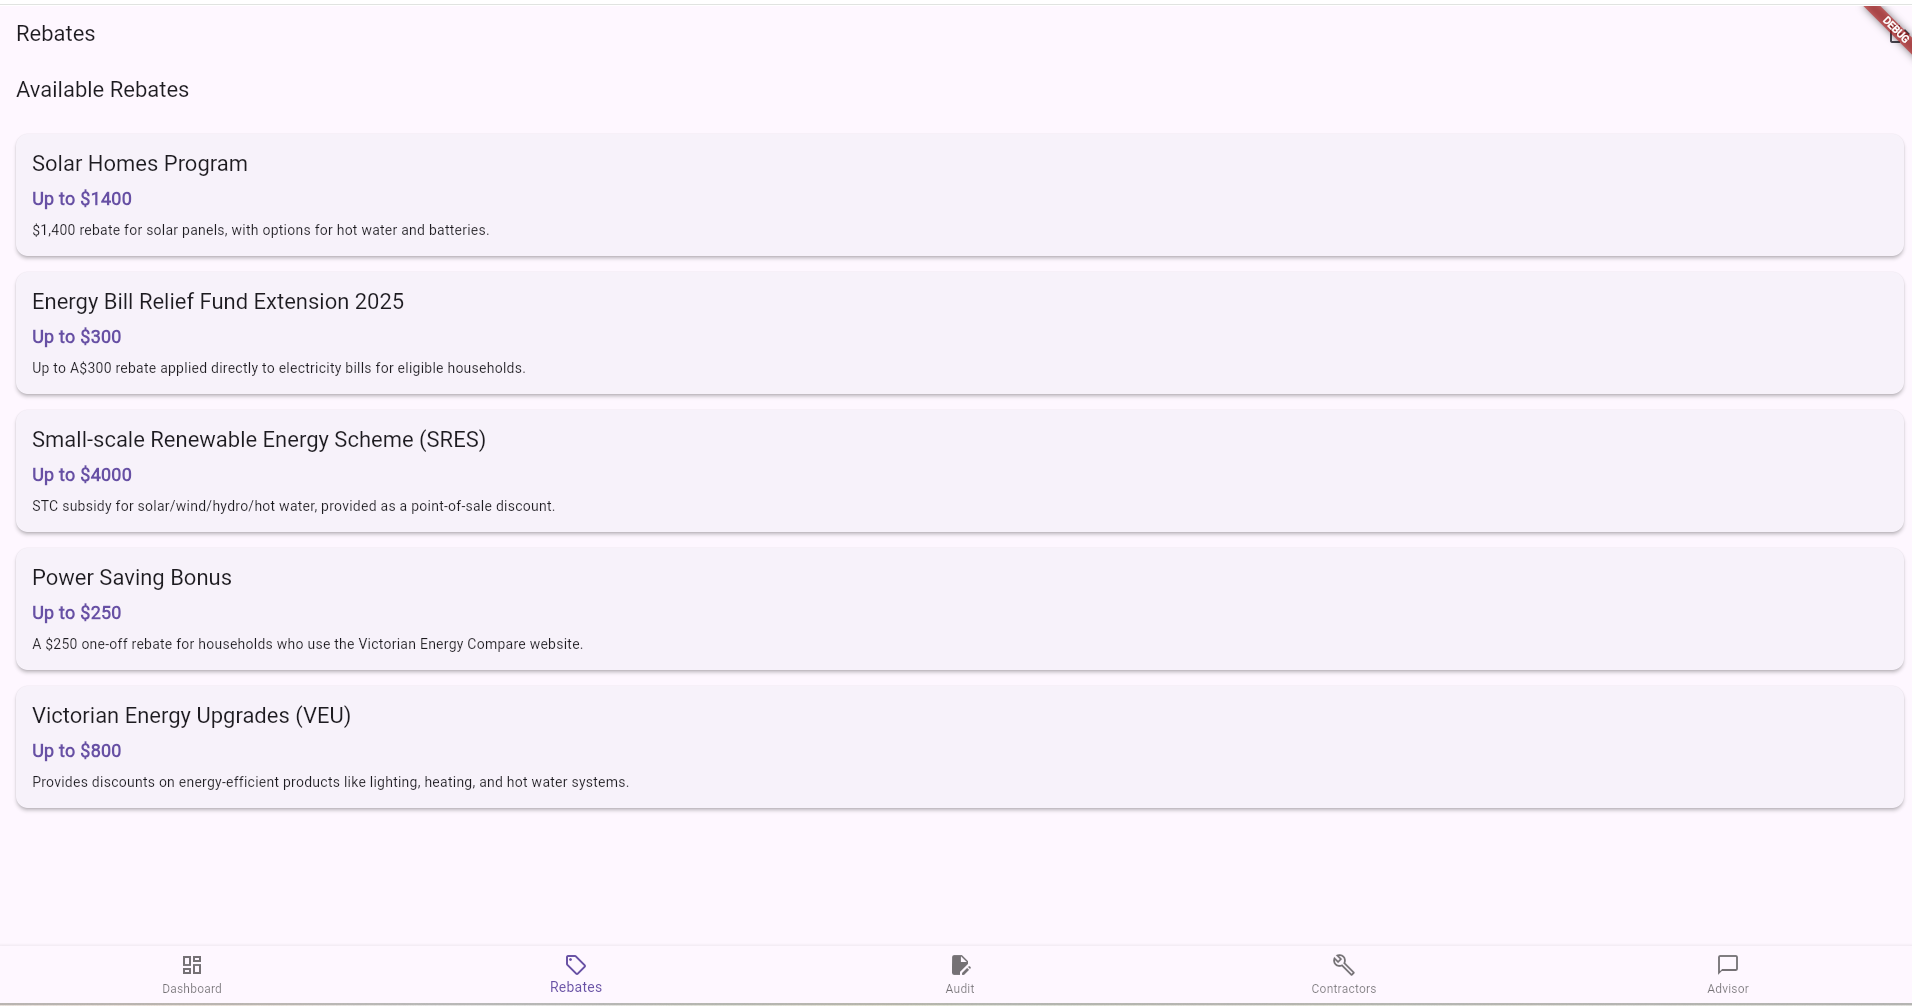 Rebates
DEBUG
Available Rebates
Solar Homes Program
Up to $1400
$1,400 rebate for solar panels, with options for hot water and batteries.
Energy Bill Relief Fund Extension 2025
Up to $300
Up to A$300 rebate applied directly to electricity bills for eligible households.
Small-scale Renewable Energy Scheme (SRES)
Up to $4000
STC subsidy for solar/wind/hydro/hot water, provided as a point-of-sale discount.
Power Saving Bonus
Up to $250
A $250 one-off rebate for households who use the Victorian Energy Compare website.
Victorian Energy Upgrades (VEU)
Up to $800
Provides discounts on energy-efficient products like lighting, heating, and hot water systems.
Dashboard
Rebates
Audit
Contractors
Advisor